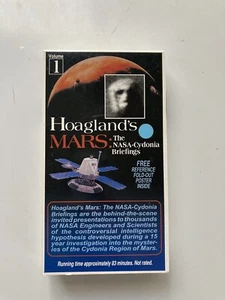 Volume
1
Hoagland's
MARS: The
NASA-Cydonia
Briefings
FREE
REFERENCE
FOLD-OUT
POSTER
INSIDE
Hoagland's Mars: The NASA-Cydonia
Briefings are the behind-the-scene
invited presentations to thousands
of NASA Engineers and Scientists
of the controversial Intelligence
hypothesis developed during a 15
year investigation into the myster-
ies of the Cydonia Region of Mars.
Running time approximately 83 minutes. Not rated.